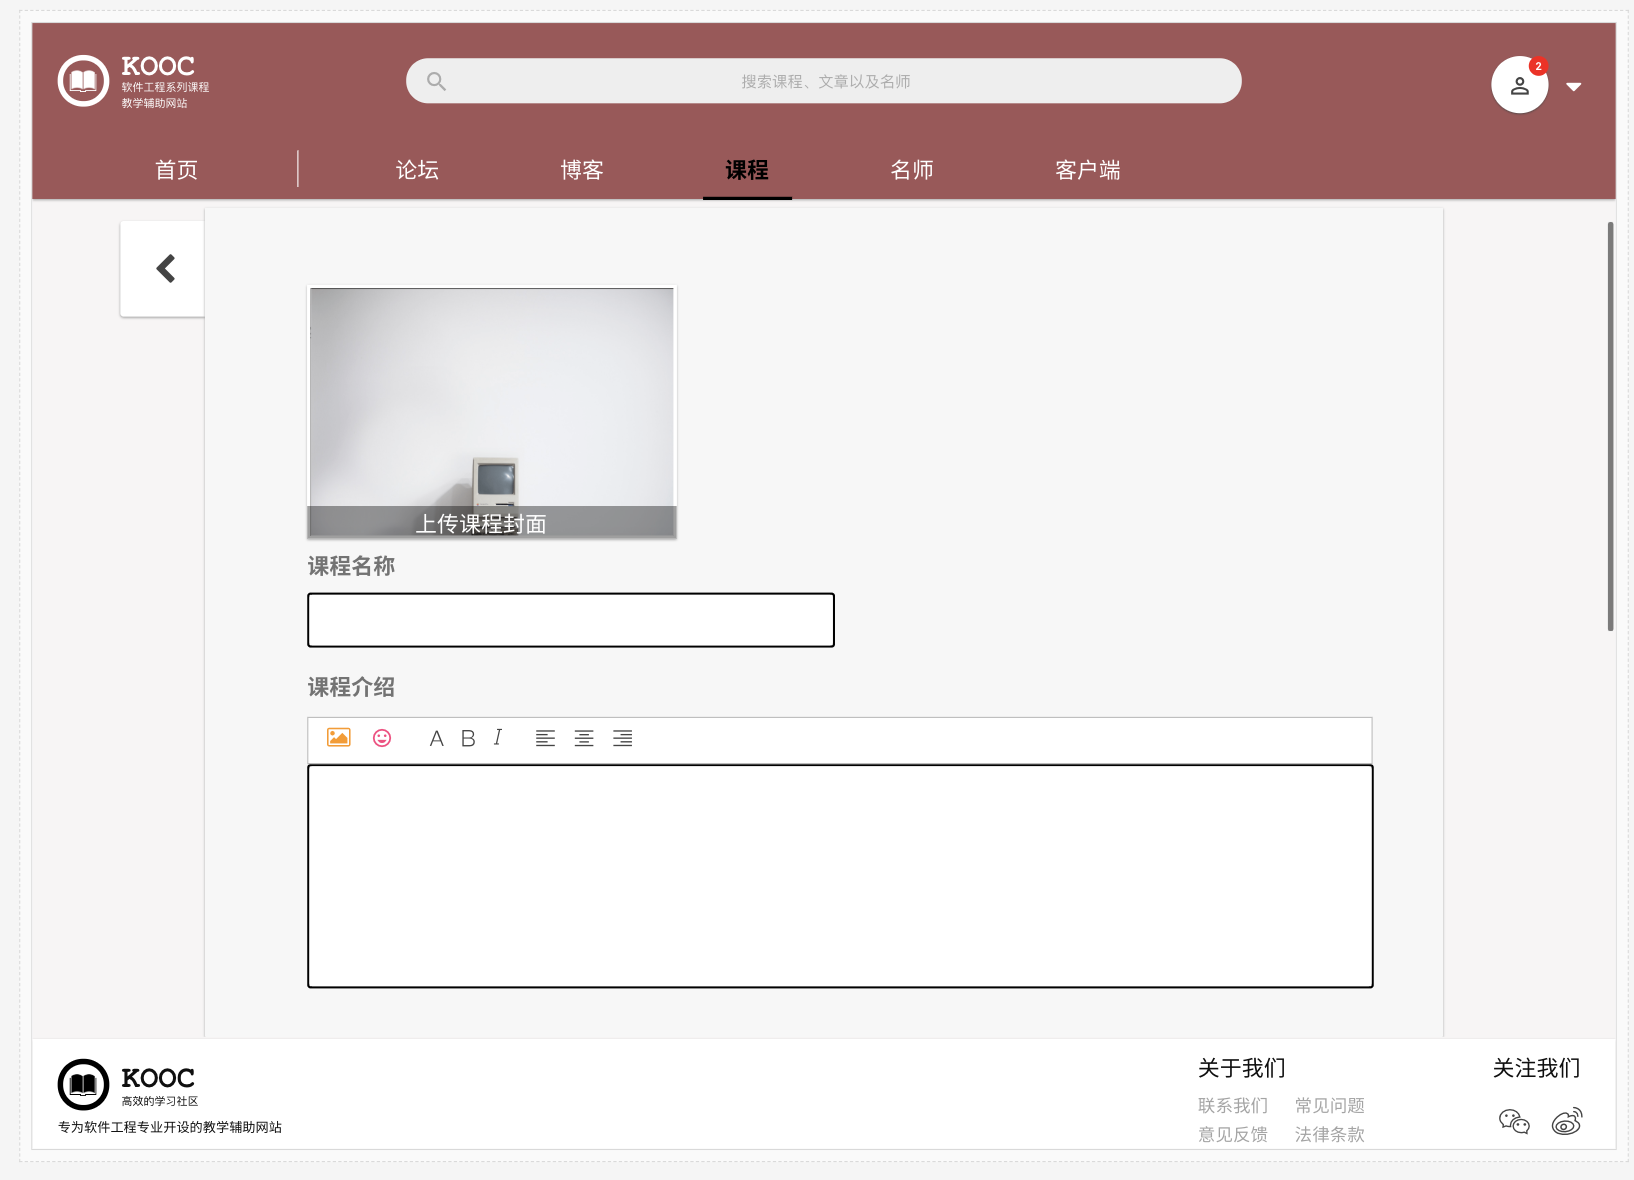 KOOC
软件工程系列课程
教学辅助网站
搜索课程、文章以及名师
2
首页
论坛
博客
课程
名师
客户端
上传课程封面
课程名称
课程介绍
A B I
KOOC
高效的学习社区
专为软件工程专业开设的教学辅助网站
关于我们
联系我们 常见问题
意见反馈 法律条款
关注我们